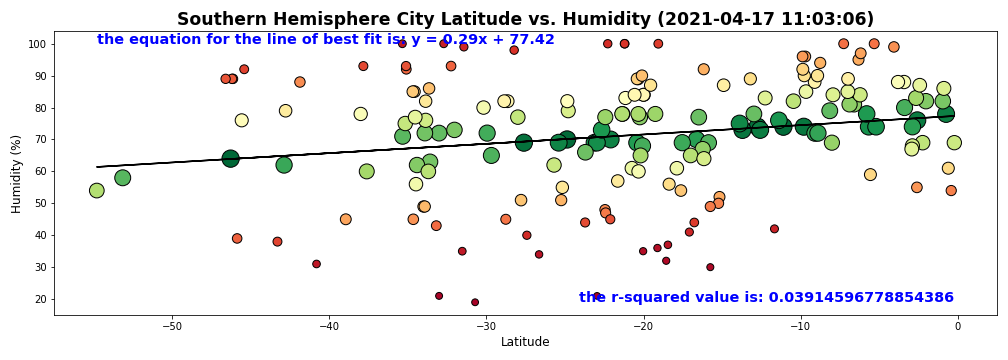 Southern Hemisphere City Latitude vs. Humidity (2021-04-17 11:03:06)
the equation for the line of best fit is: y = 0.29x + 77.42
100
90
80
70
60
50
40
30
20
Humidity (%)
the r-squared value is: 0.03914596778854386
−50 −40 −30 −20 −10 0
Latitude